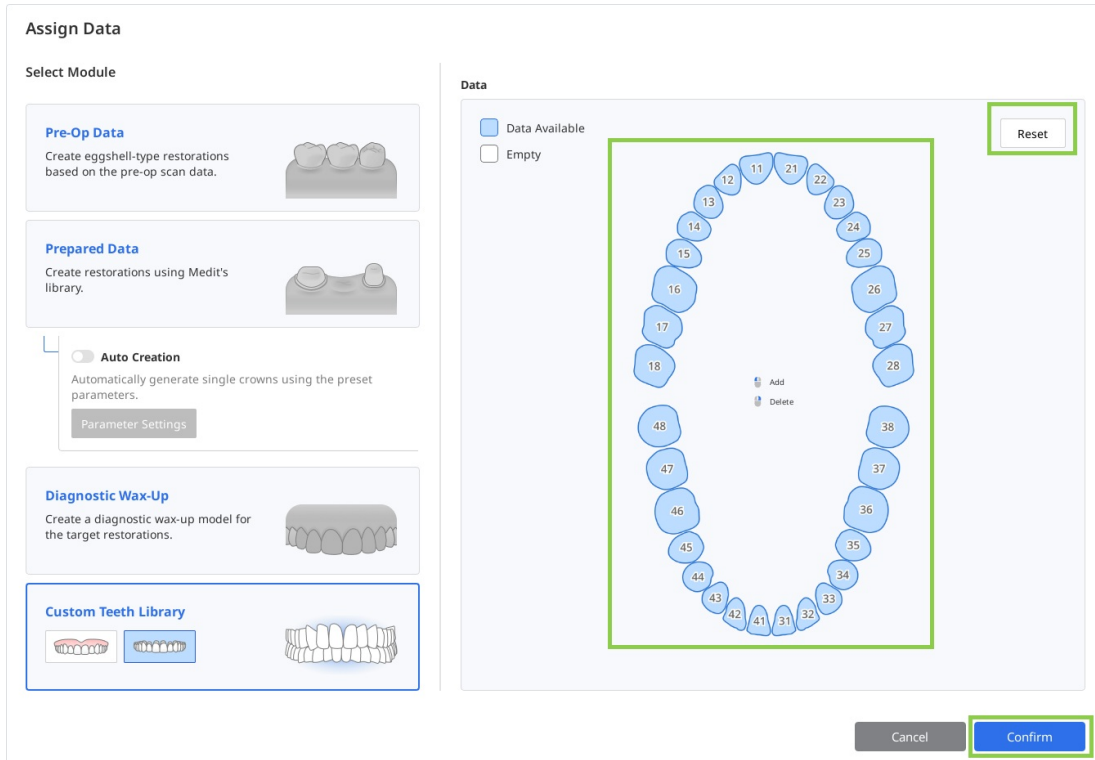 Assign Data
Select Module
Pre-Op Data
Create eggshell-type restorations
based on the pre-op scan data.
Prepared Data
Create restorations using Medit's
library.
Auto Creation
Automatically generate single crowns using the preset
parameters.
Parameter Settings
Diagnostic Wax-Up
Create a diagnostic wax-up model for
the target restorations.
Custom Teeth Library
Data
Data Available
Empty
Reset
11 21
12 22
13 23
14 24
15 25
16 26
17 27
18 28
Add
Delete
48 38
47 37
46 36
45 35
44 34
43 33
42 32
41 31
Cancel
Confirm